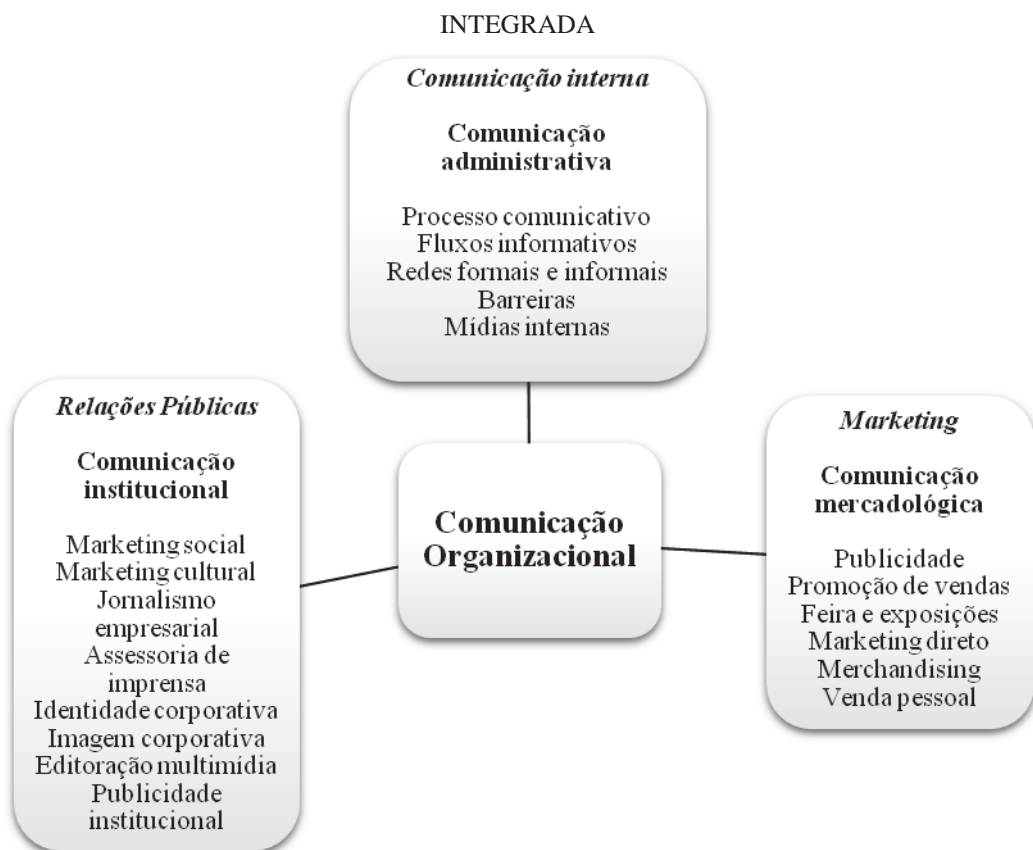 INTEGRADA
Comunicação interna
Comunicação
administrativa
Processo comunicativo
Fluxos informativos
Redes formais e informais
Barreiras
Mídias internas
Relações Públicas
Comunicação
institucional
Marketing social
Marketing cultural
Jornalismo
empresarial
Assessoria de
imprensa
Identidade corporativa
Imagem corporativa
Editoração multimídia
Publicidade
institucional
Comunicação
Organizacional
Marketing
Comunicação
mercadológica
Publicidade
Promoção de vendas
Feira e exposições
Marketing direto
Merchandising
Venda pessoal